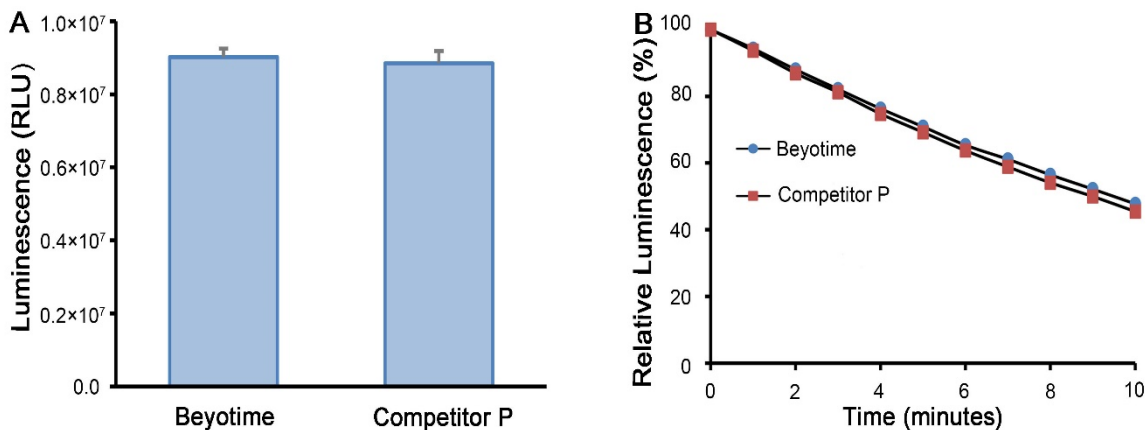 A
Luminescence (RLU)
1.0×10⁷
0.8×10⁷
0.6×10⁷
0.4×10⁷
0.2×10⁷
0.0
Beyotime
Competitor P
B
Relative Luminescence (%)
100
80
60
40
20
0
Beyotime
Competitor P
0
2
4
6
8
10
Time (minutes)